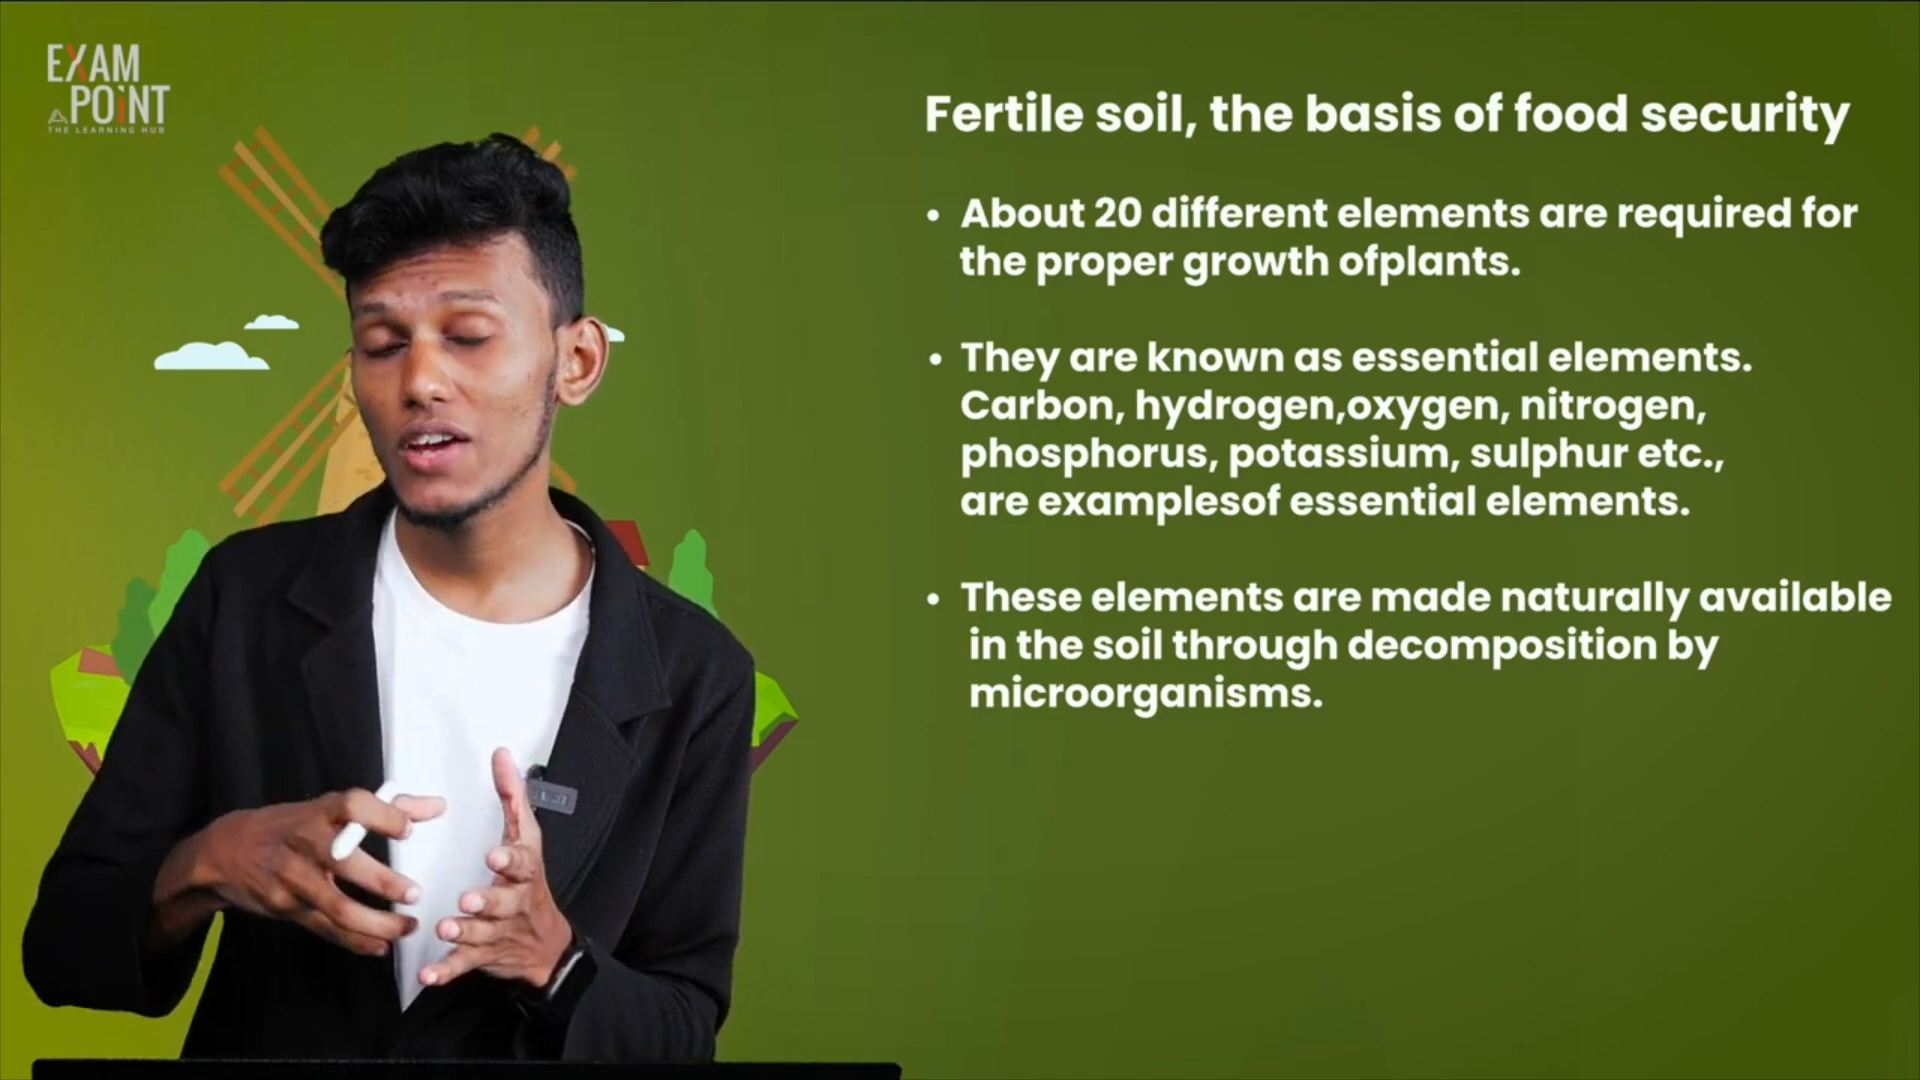 EXAM
POINT
THE LEARNING HUB
Fertile soil, the basis of food security
• About 20 different elements are required for
the proper growth ofplants.
• They are known as essential elements.
Carbon, hydrogen,oxygen, nitrogen,
phosphorus, potassium, sulphur etc.,
are examplesof essential elements.
• These elements are made naturally available
in the soil through decomposition by
microorganisms.